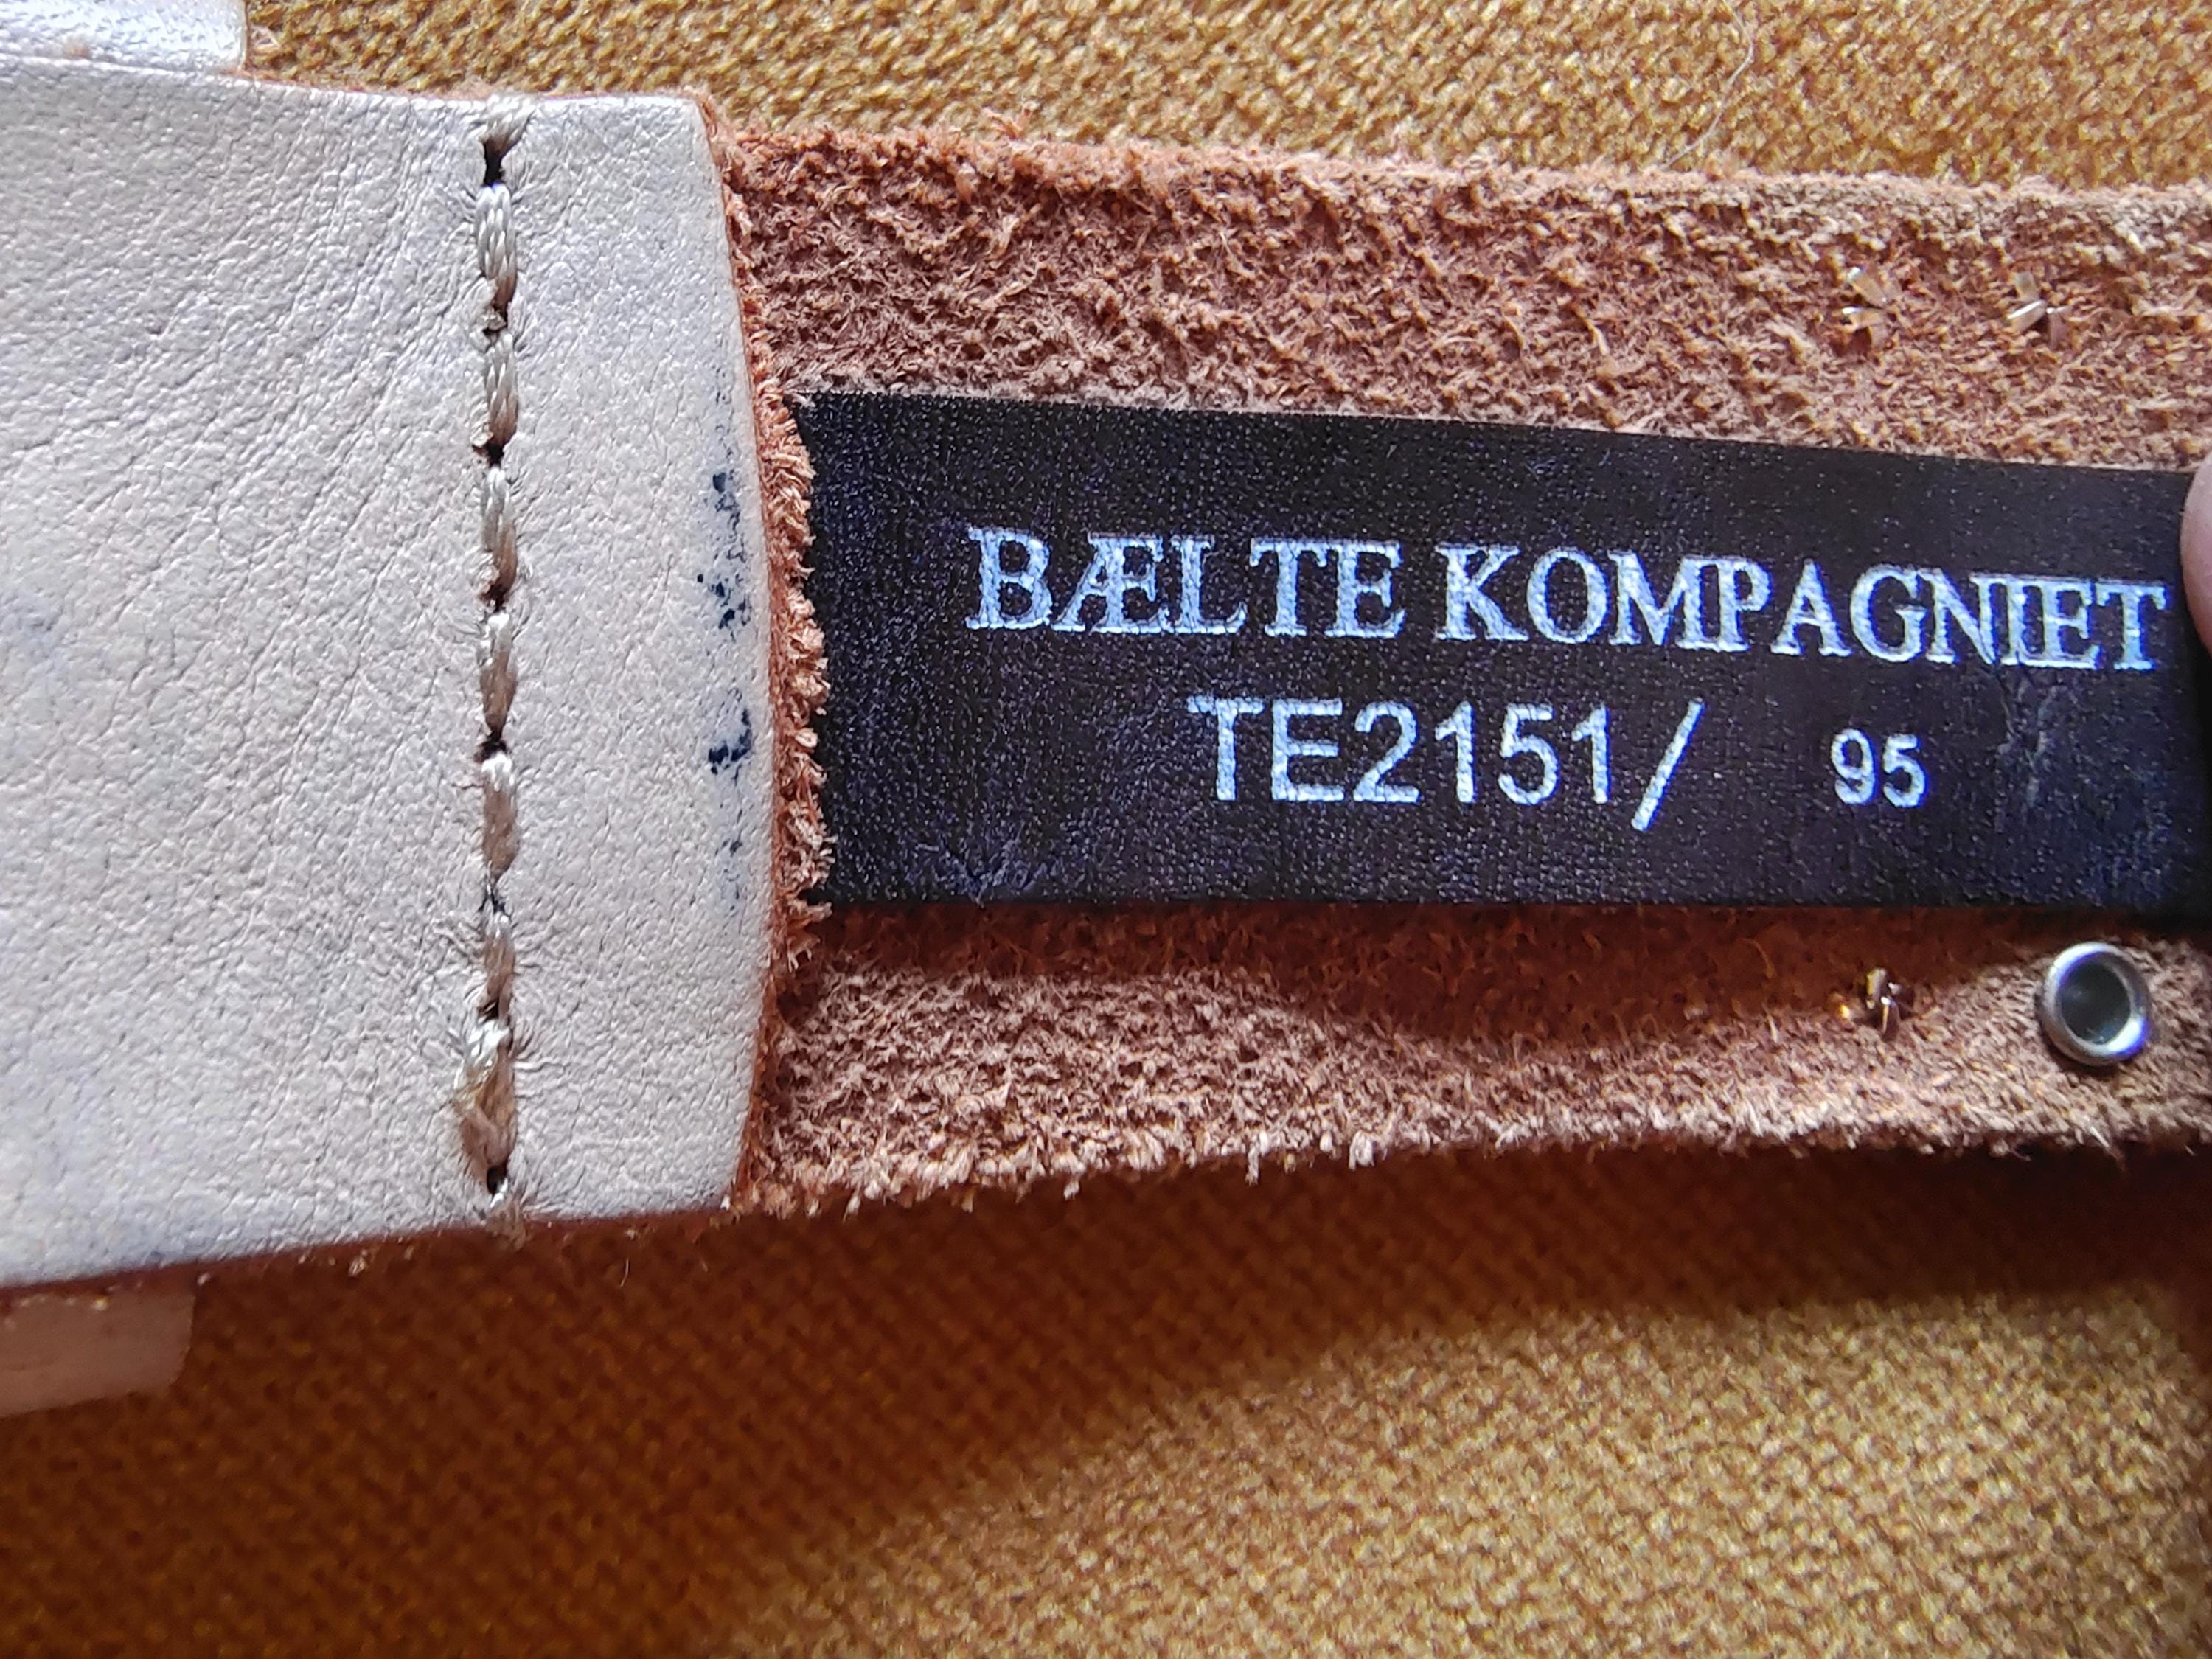 BÆLTE KOMPAGNIET
TE2151/ 95